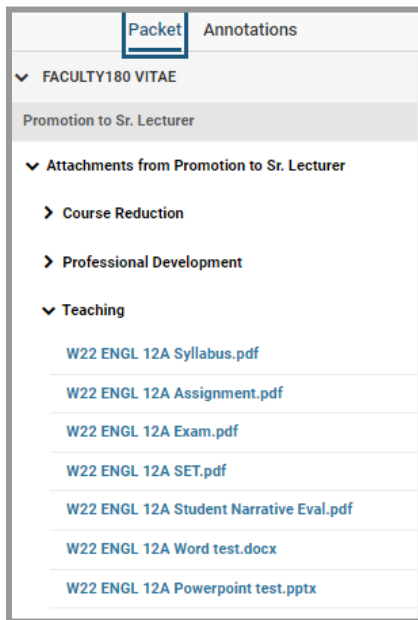 Packet Annotations
FACULTY180 VITAE
Promotion to Sr. Lecturer
Attachments from Promotion to Sr. Lecturer
Course Reduction
Professional Development
Teaching
W22 ENGL 12A Syllabus.pdf
W22 ENGL 12A Assignment.pdf
W22 ENGL 12A Exam.pdf
W22 ENGL 12A SET.pdf
W22 ENGL 12A Student Narrative Eval.pdf
W22 ENGL 12A Word test.docx
W22 ENGL 12A Powerpoint test.pptx